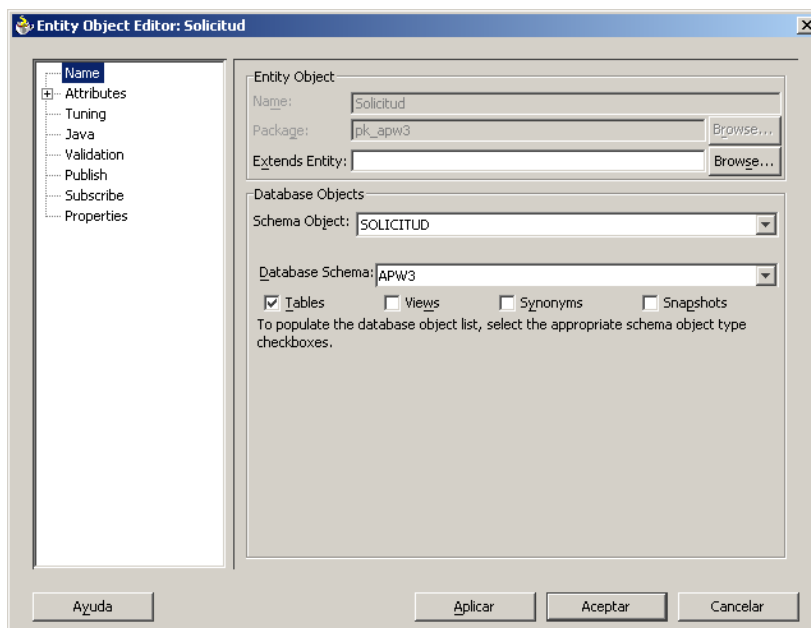 Entity Object Editor: Solicitud
Name
Attributes
Tuning
Java
Validation
Publish
Subscribe
Properties
Entity Object
Name: Solicitud
Package: pk_apw3 Browse...
Extends Entity: Browse...
Database Objects
Schema Object: SOLICITUD
Database Schema: APW3
Tables Views Synonyms Snapshots
To populate the database object list, select the appropriate schema object type
checkboxes.
Ayuda Aplicar Aceptar Cancelar